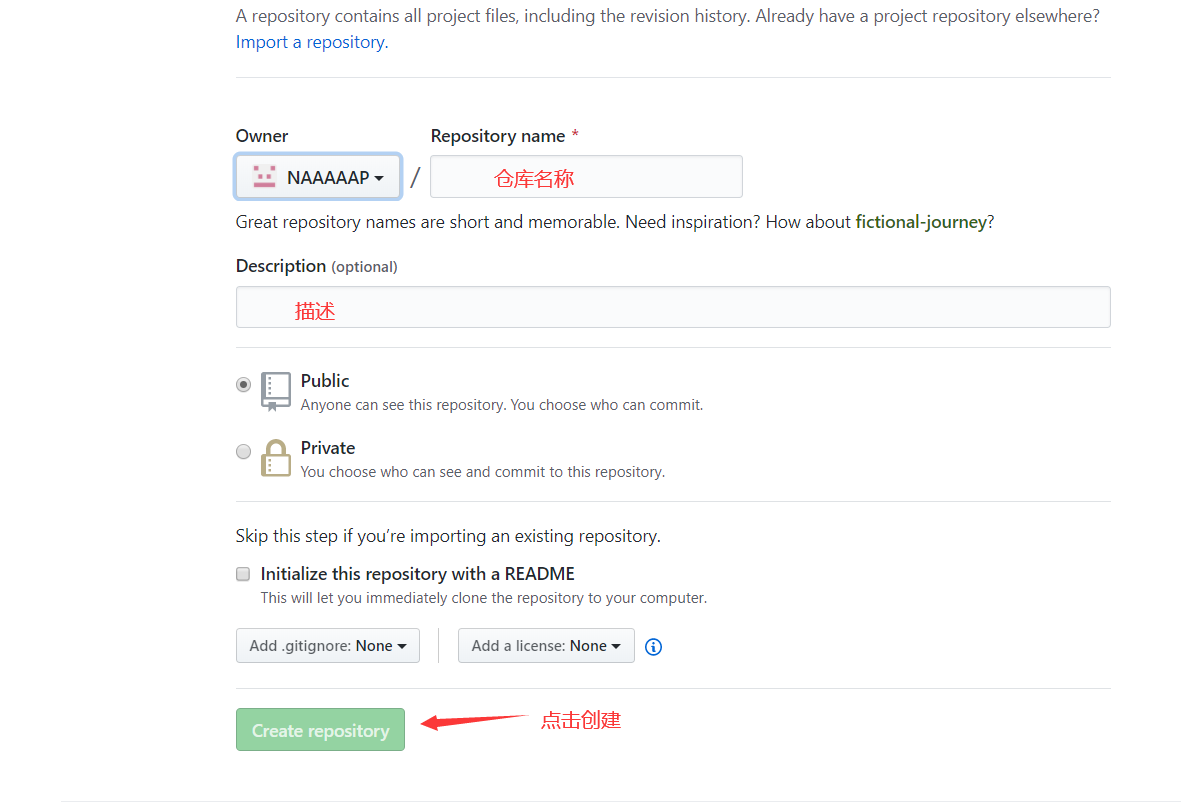 A repository contains all project files, including the revision history. Already have a project repository elsewhere?
Import a repository.
Owner
Repository name *
NAAAAAP
/
仓库名称
Great repository names are short and memorable. Need inspiration? How about fictional-journey?
Description (optional)
描述
Public
Anyone can see this repository. You choose who can commit.
Private
You choose who can see and commit to this repository.
Skip this step if you’re importing an existing repository.
Initialize this repository with a README
This will let you immediately clone the repository to your computer.
Add .gitignore: None
Add a license: None
Create repository
点击创建